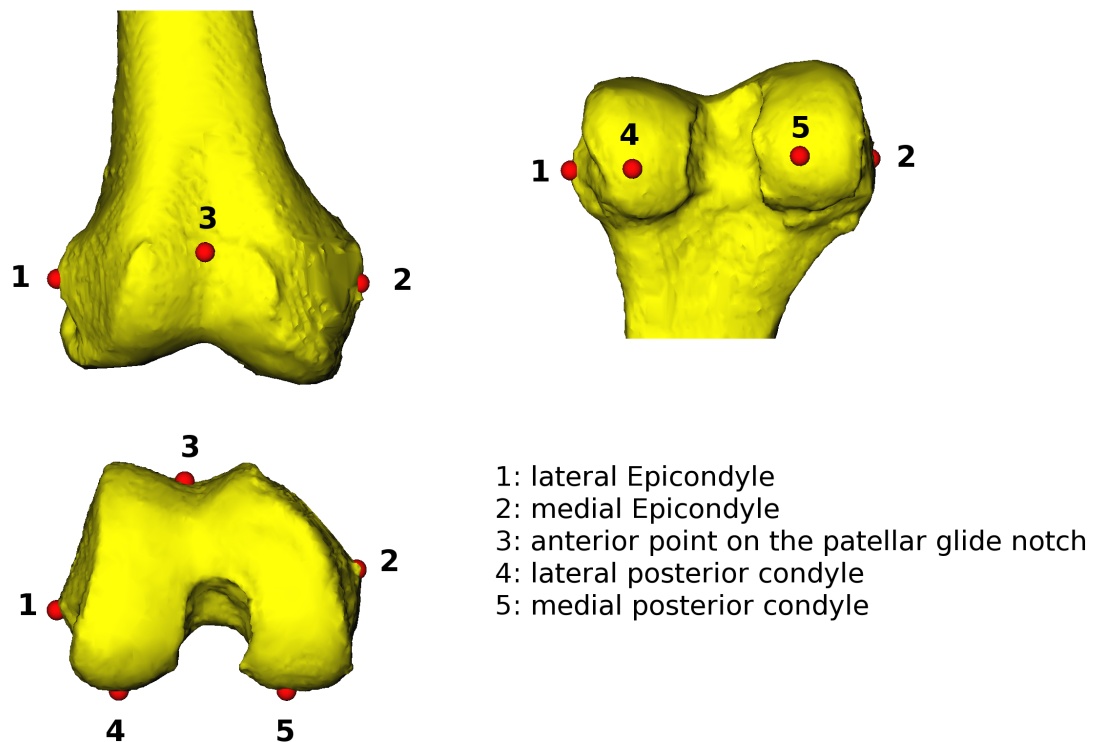 3
1
2
4
5
1
2
3
1
2
4
5
1: lateral Epicondyle
2: medial Epicondyle
3: anterior point on the patellar glide notch
4: lateral posterior condyle
5: medial posterior condyle